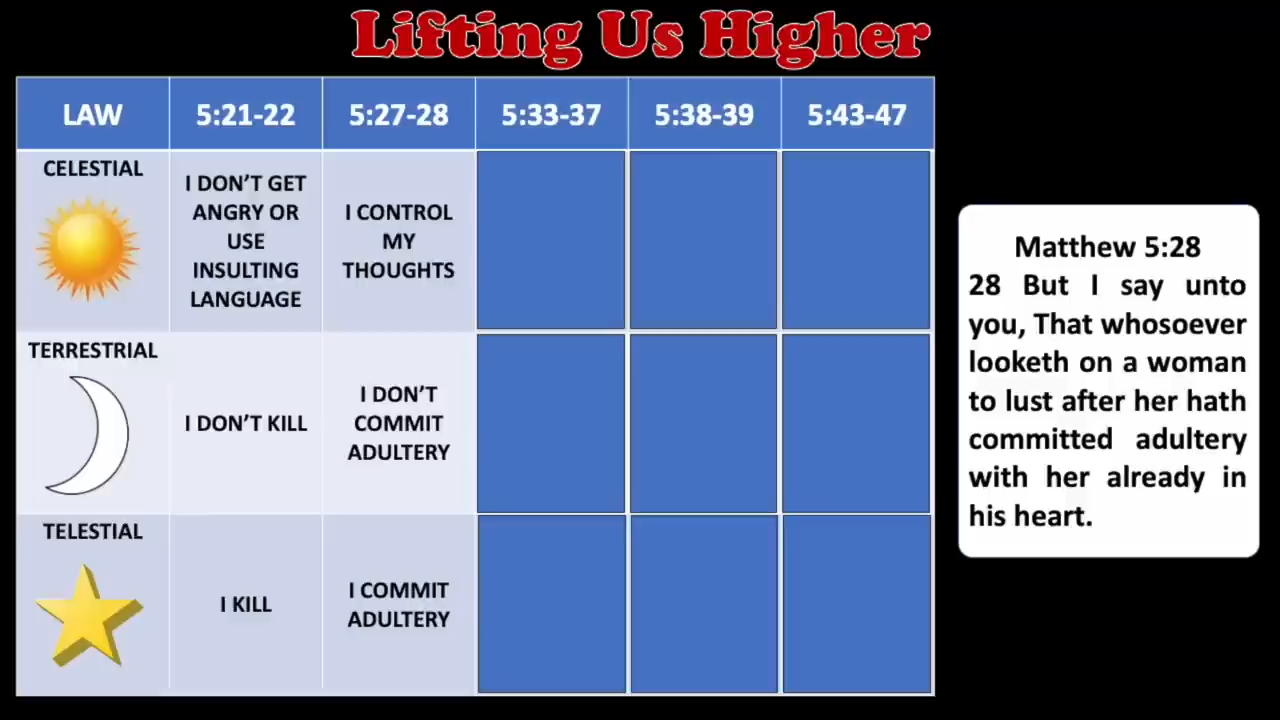 Lifting Us Higher
LAW 5:21-22 5:27-28 5:33-37 5:38-39 5:43-47
CELESTIAL
I DON’T GET
ANGRY OR
USE
INSULTING
LANGUAGE
I CONTROL
MY
THOUGHTS
TERRESTRIAL
I DON’T KILL
I DON’T
COMMIT
ADULTERY
TELESTIAL
I KILL
I COMMIT
ADULTERY
Matthew 5:28
28 But I say unto
you, That whosoever
looketh on a woman
to lust after her hath
committed adultery
with her already in
his heart.